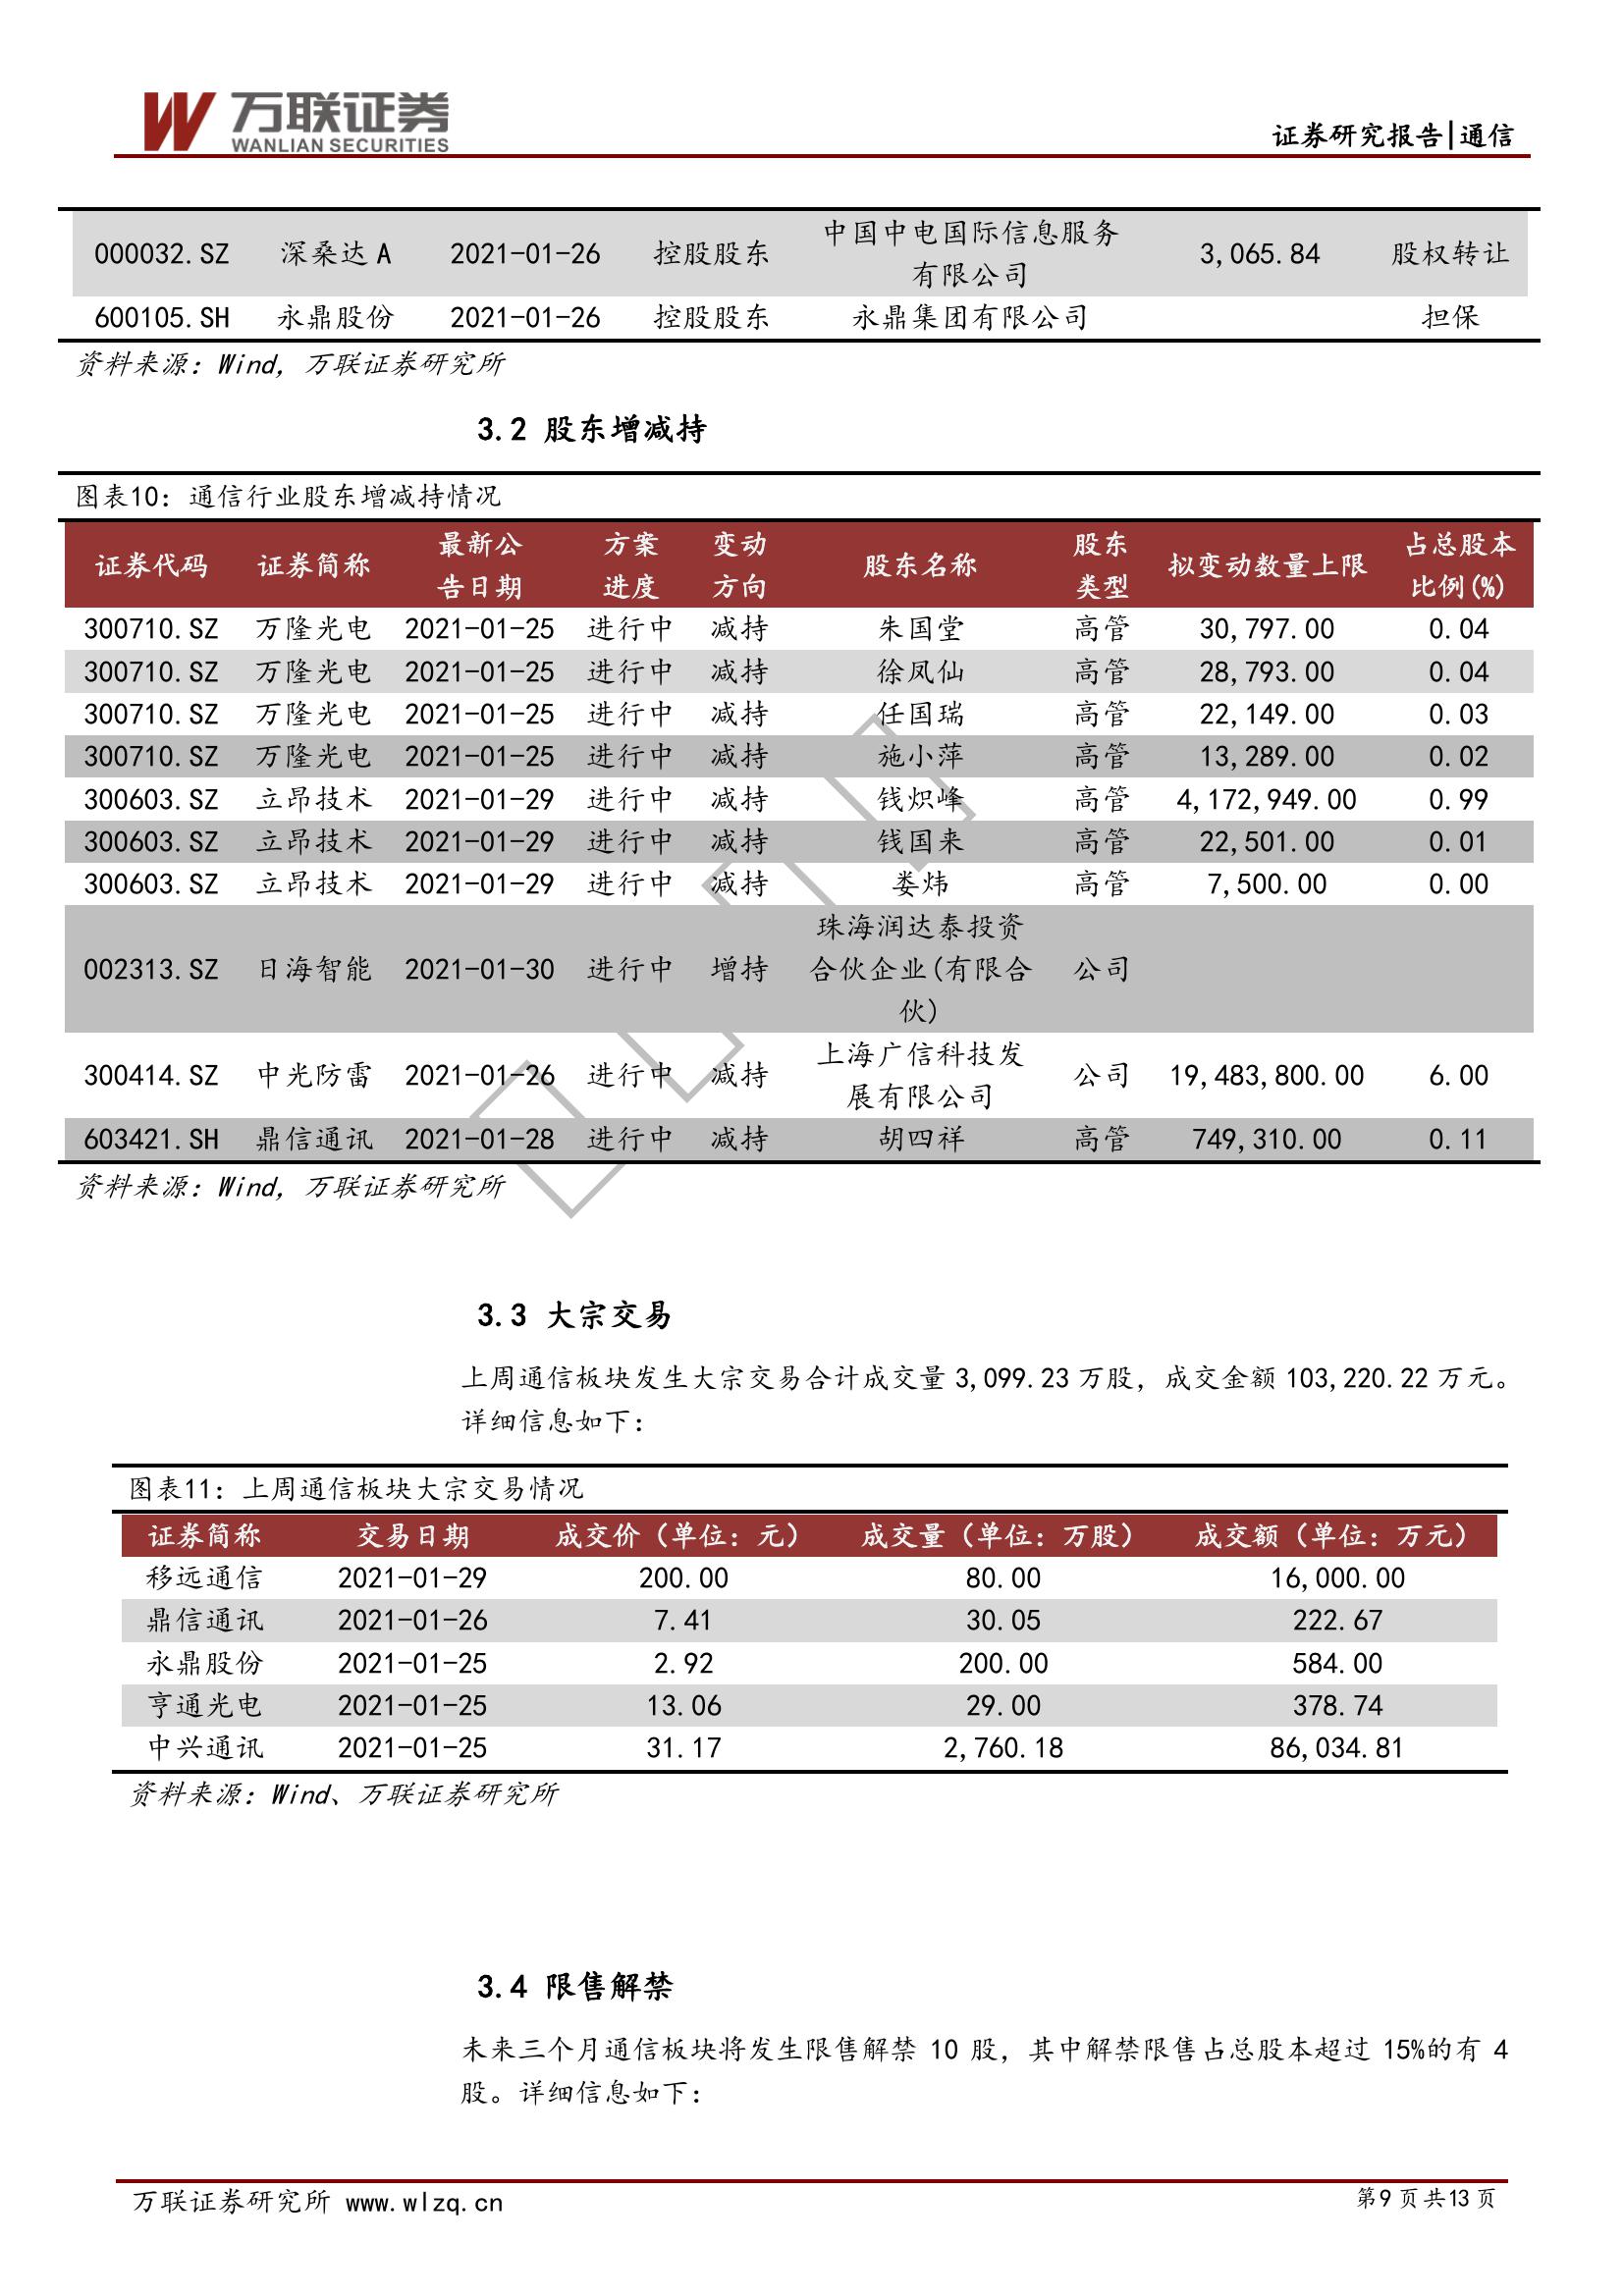 万联证券
WANLIAN SECURITIES
证券研究报告|通信
000032.SZ 深桑达 A 2021-01-26 控股股东 中国中电国际信息服务有限公司 3,065.84 股权转让
600105.SH 永鼎股份 2021-01-26 控股股东 永鼎集团有限公司 担保
资料来源：Wind，万联证券研究所
3.2 股东增减持
图表10：通信行业股东增减持情况
证券代码 证券简称 最新公告日期 方案进度 变动方向 股东名称 股东类型 拟变动数量上限 占总股本比例(%)
300710.SZ 万隆光电 2021-01-25 进行中 减持 朱国堂 高管 30,797.00 0.04
300710.SZ 万隆光电 2021-01-25 进行中 减持 徐凤仙 高管 28,793.00 0.04
300710.SZ 万隆光电 2021-01-25 进行中 减持 任国瑞 高管 22,149.00 0.03
300710.SZ 万隆光电 2021-01-25 进行中 减持 施小萍 高管 13,289.00 0.02
300603.SZ 立昂技术 2021-01-29 进行中 减持 钱炽峰 高管 4,172,949.00 0.99
300603.SZ 立昂技术 2021-01-29 进行中 减持 钱国来 高管 22,501.00 0.01
300603.SZ 立昂技术 2021-01-29 进行中 减持 娄炜 高管 7,500.00 0.00
002313.SZ 日海智能 2021-01-30 进行中 增持 珠海润达泰投资合伙企业(有限合伙) 公司
300414.SZ 中光防雷 2021-01-26 进行中 减持 上海广信科技发展有限公司 公司 19,483,800.00 6.00
603421.SH 鼎信通讯 2021-01-28 进行中 减持 胡四祥 高管 749,310.00 0.11
资料来源：Wind，万联证券研究所
3.3 大宗交易
上周通信板块发生大宗交易合计成交量 3,099.23 万股，成交金额 103,220.22 万元。
详细信息如下：
图表11：上周通信板块大宗交易情况
证券简称 交易日期 成交价（单位：元） 成交量（单位：万股） 成交额（单位：万元）
移远通信 2021-01-29 200.00 80.00 16,000.00
鼎信通讯 2021-01-26 7.41 30.05 222.67
永鼎股份 2021-01-25 2.92 200.00 584.00
亨通光电 2021-01-25 13.06 29.00 378.74
中兴通讯 2021-01-25 31.17 2,760.18 86,034.81
资料来源：Wind、万联证券研究所
3.4 限售解禁
未来三个月通信板块将发生限售解禁 10 股，其中解禁限售占总股本超过 15%的有 4
股。详细信息如下：
万联证券研究所 www.wlzq.cn 第9 页共13 页